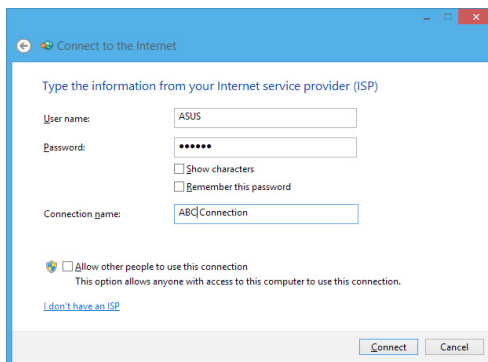 Connect to the Internet
Type the information from your Internet service provider (ISP)
User name: ASUS
Password: ••••••
Show characters
Remember this password
Connection name: ABC Connection
Allow other people to use this connection
This option allows anyone with access to this computer to use this connection.
I don't have an ISP
Connect Cancel